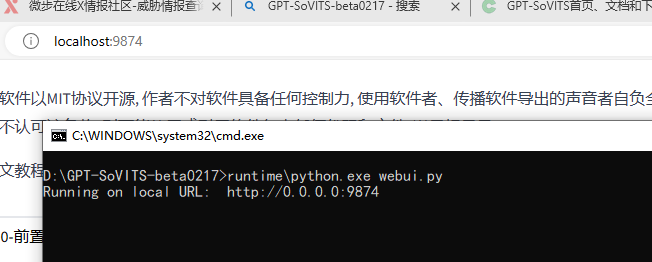 微步在线X情报社区-威胁情报查询
GPT-SoVITS-beta0217 - 搜索
GPT-SoVITS首页、文档和下
localhost:9874
软件以MIT协议开源, 作者不对软件具备任何控制力, 使用软件者、传播软件导出的声音者自负全
不认可该条
C:\WINDOWS\system32\cmd.exe
文教程
D:\GPT-SoVITS-beta0217>runtime\python.exe webui.py
Running on local URL:  http://0.0.0.0:9874
0-前置